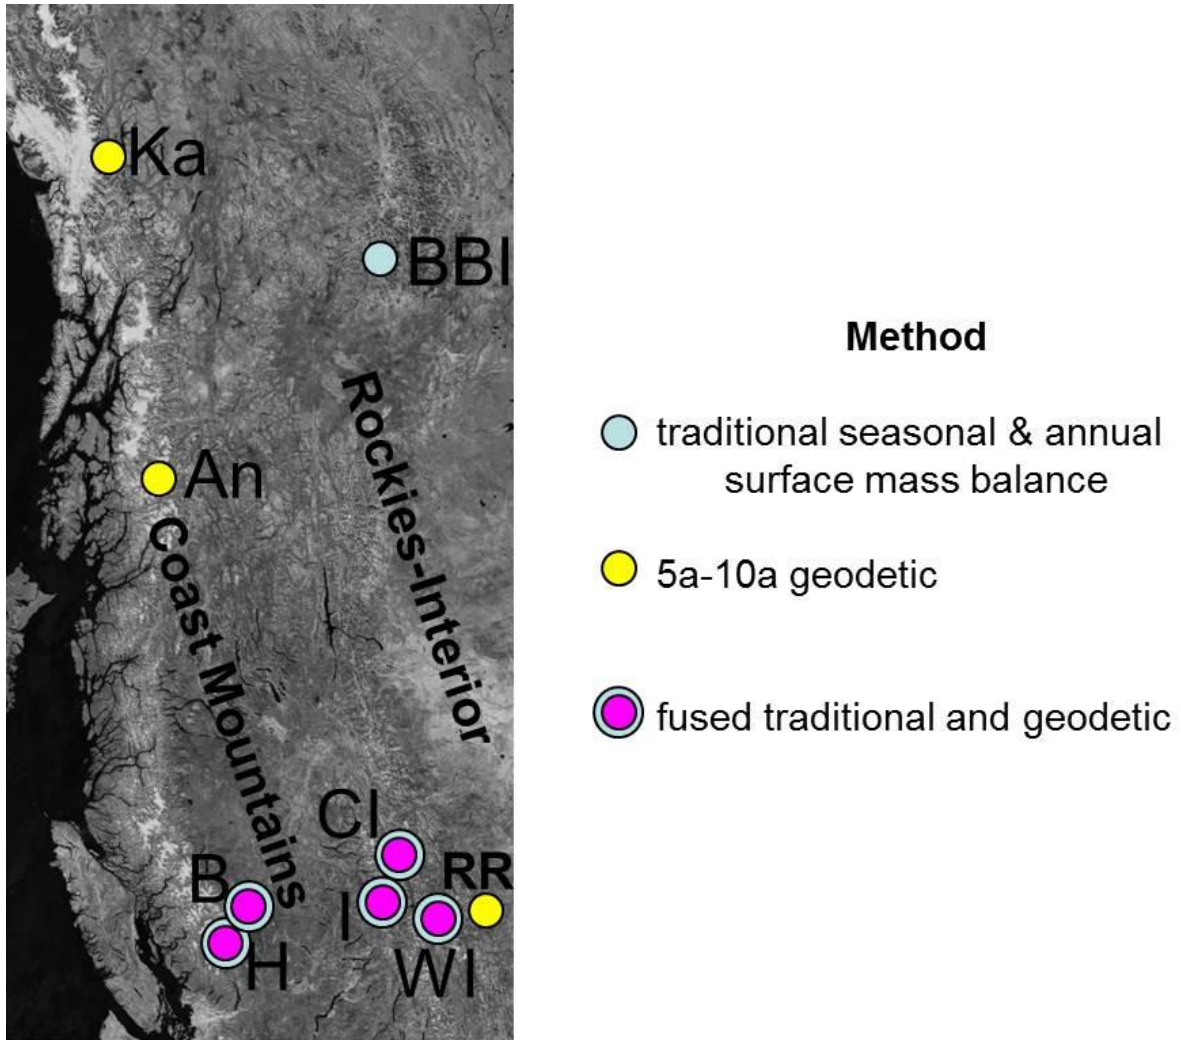 Ka
BBI
Rockies-Interior
An
Coast Mountains
CI
B
RR
I
H
WI
Method
traditional seasonal & annual
surface mass balance
5a-10a geodetic
fused traditional and geodetic